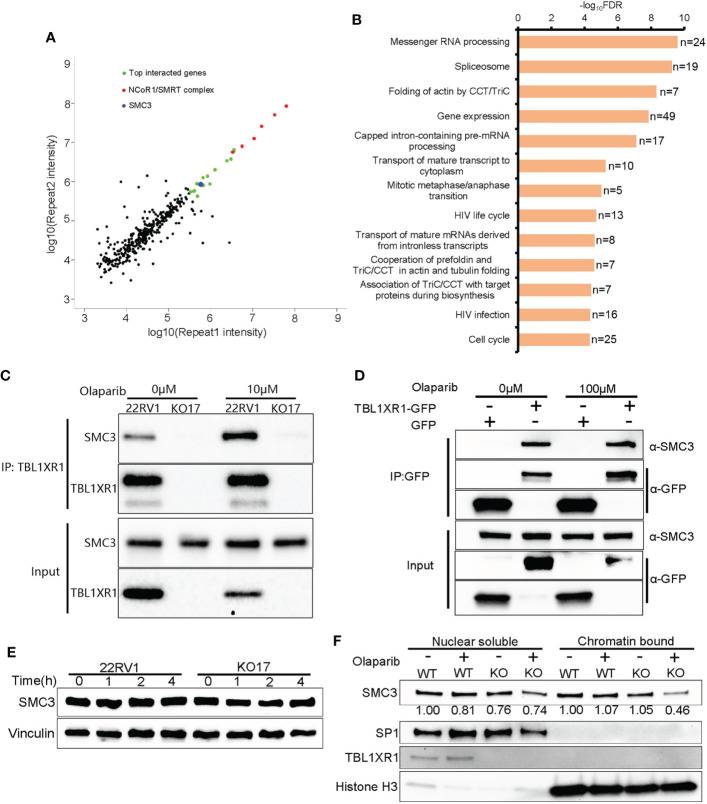 A
Top interacted genes
NCoR1/SMRT complex
SMC3
log10(Repeat2 intensity)
9
8
7
6
5
4
3
3 4 5 6 7 8 9
log10(Repeat1 intensity)
B
-log10FDR
0 2 4 6 8 10
Messenger RNA processing n=24
Spliceosome n=19
Folding of actin by CCT/TriC n=7
Gene expression n=49
Capped intron-containing pre-mRNA
processing n=17
Transport of mature transcript to
cytoplasm n=10
Mitotic metaphase/anaphase
transition n=5
HIV life cycle n=13
Transport of mature mRNAs derived
from intronless transcripts n=8
Cooperation of prefoldin and
TriC/CCT in actin and tubulin folding n=7
Association of TriC/CCT with target
proteins during biosynthesis n=7
HIV infection n=16
Cell cycle n=25
C
Olaparib 0μM 10μM
22RV1 KO17 22RV1 KO17
IP: TBL1XR1
SMC3
TBL1XR1
Input
SMC3
TBL1XR1
D
Olaparib 0μM 100μM
TBL1XR1-GFP - + - +
GFP + - + -
IP:GFP
α-SMC3
α-GFP
Input
α-SMC3
α-GFP
E
22RV1 KO17
Time(h) 0 1 2 4 0 1 2 4
SMC3
Vinculin
F
Nuclear soluble Chromatin bound
Olaparib - + - + - + - +
WT WT KO KO WT WT KO KO
SMC3
1.00 0.81 0.76 0.74 1.00 1.07 1.05 0.46
SP1
TBL1XR1
Histone H3